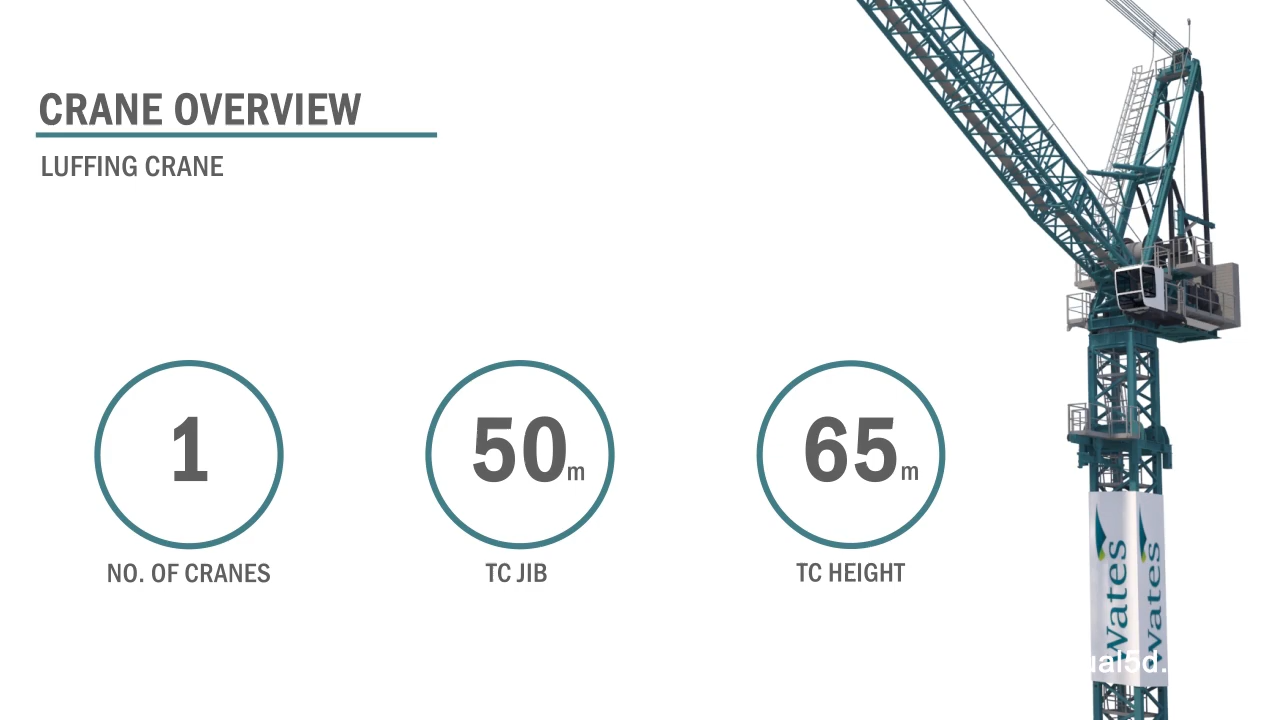 CRANE OVERVIEW
LUFFING CRANE
1
50m
65m
NO. OF CRANES
TC JIB
TC HEIGHT
wates
wates